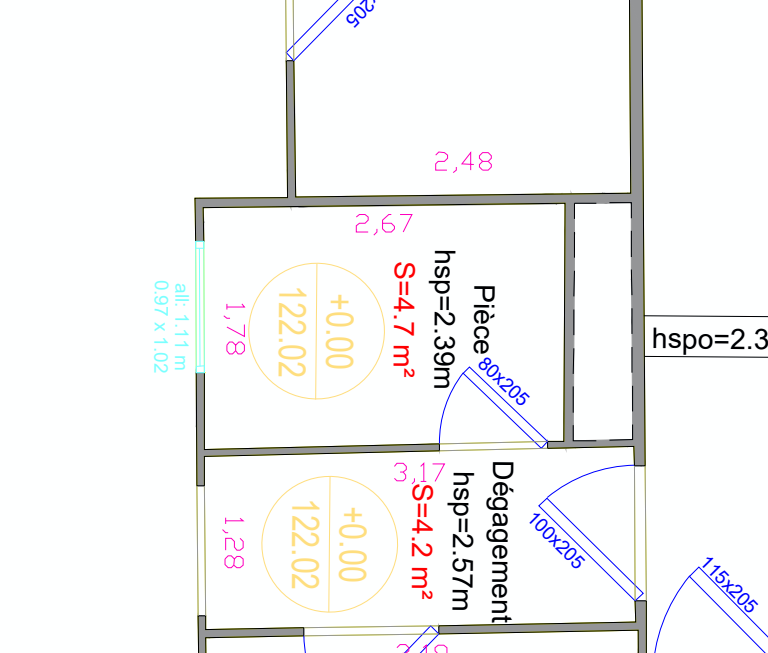 205
2,48
2,67
all: 1.11 m
0.97 x 1.02
1,78
+0.00
122.02
Pièce
hsp=2.39m
S=4.7 m²
80x205
hspo=2.3
3,17
1,28
+0.00
122.02
Dégagement
hsp=2.57m
S=4.2 m²
100x205
115x205